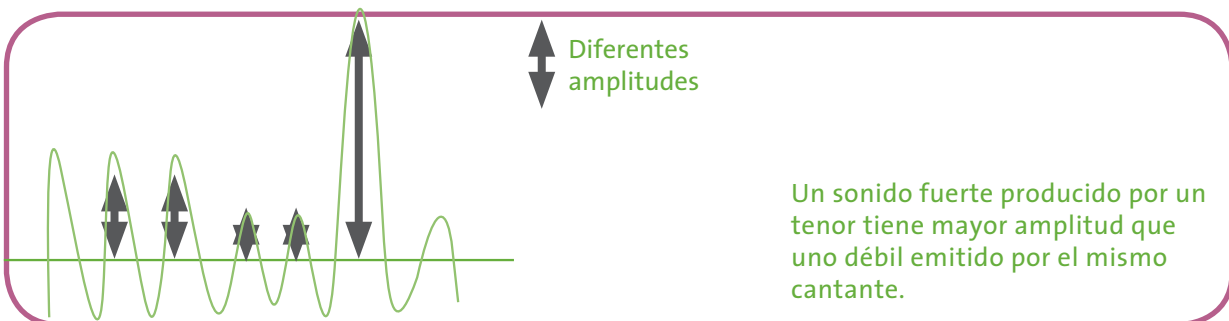 Diferentes
amplitudes
Un sonido fuerte producido por un
tenor tiene mayor amplitud que
uno débil emitido por el mismo
cantante.